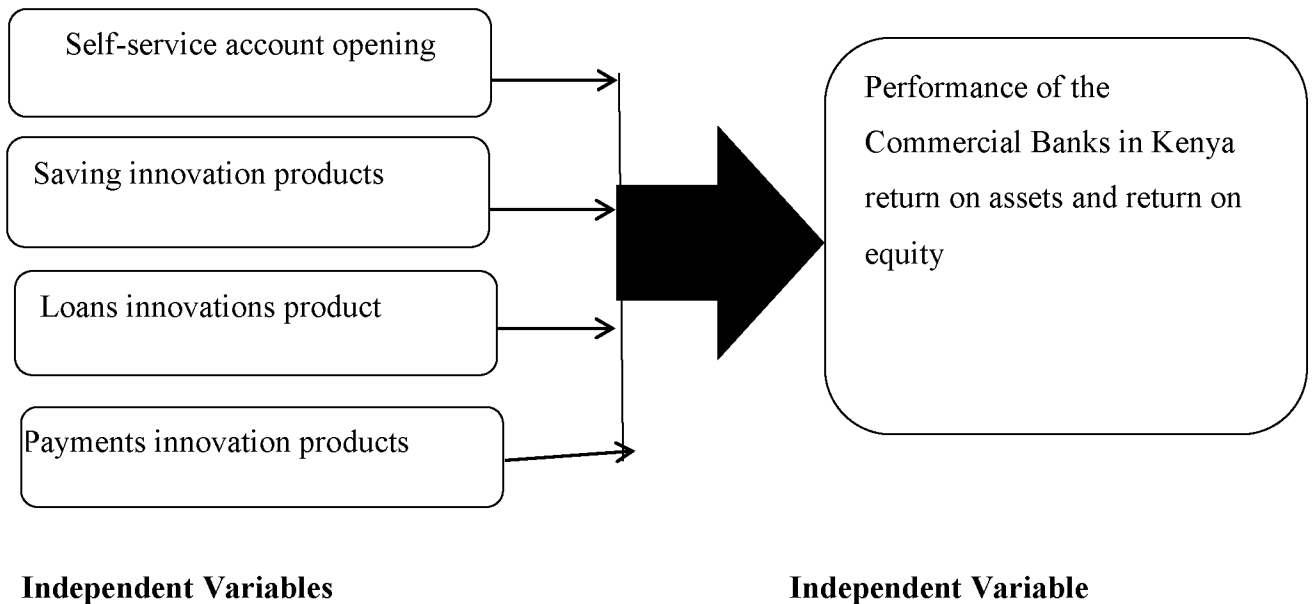 Self-service account opening
Saving innovation products
Loans innovations product
Payments innovation products
Performance of the
Commercial Banks in Kenya
return on assets and return on
equity
Independent Variables
Independent Variable